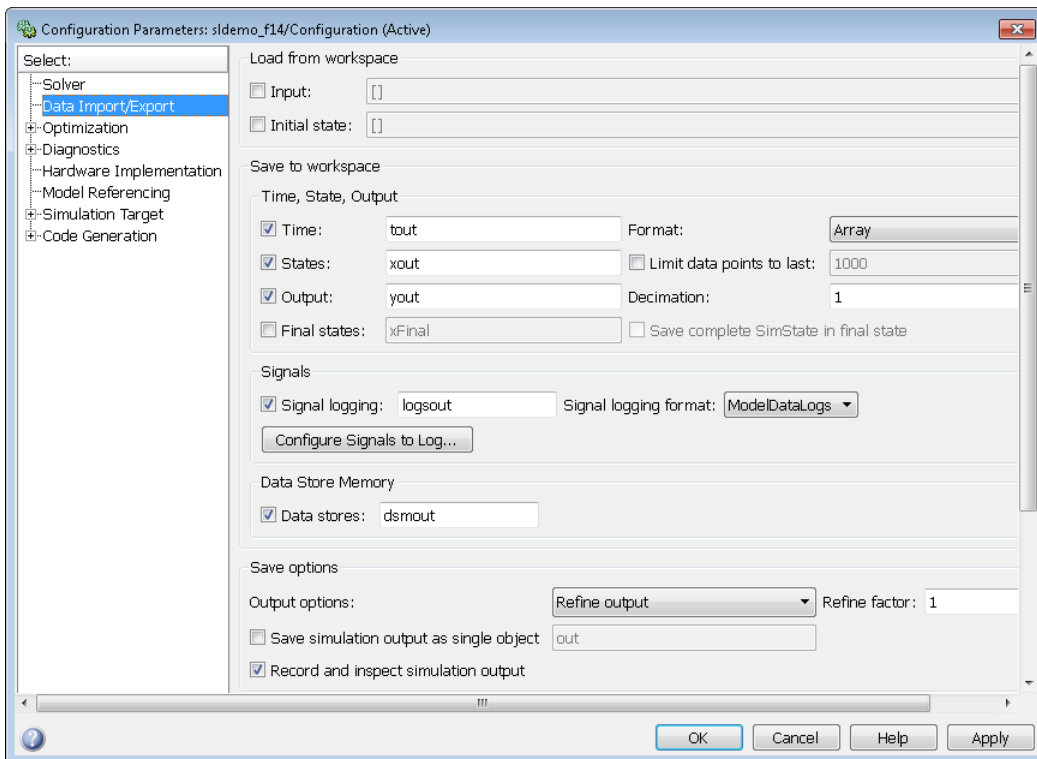 Configuration Parameters: sldemo_f14/Configuration (Active)
Select:
Solver
Data Import/Export
Optimization
Diagnostics
Hardware Implementation
Model Referencing
Simulation Target
Code Generation
Load from workspace
Input: []
Initial state: []
Save to workspace
Time, State, Output
Time: tout Format: Array
States: xout Limit data points to last: 1000
Output: yout Decimation: 1
Final states: xFinal Save complete SimState in final state
Signals
Signal logging: logsout Signal logging format: ModelDataLogs
Configure Signals to Log...
Data Store Memory
Data stores: dsmout
Save options
Output options: Refine output Refine factor: 1
Save simulation output as single object out
Record and inspect simulation output
? OK Cancel Help Apply